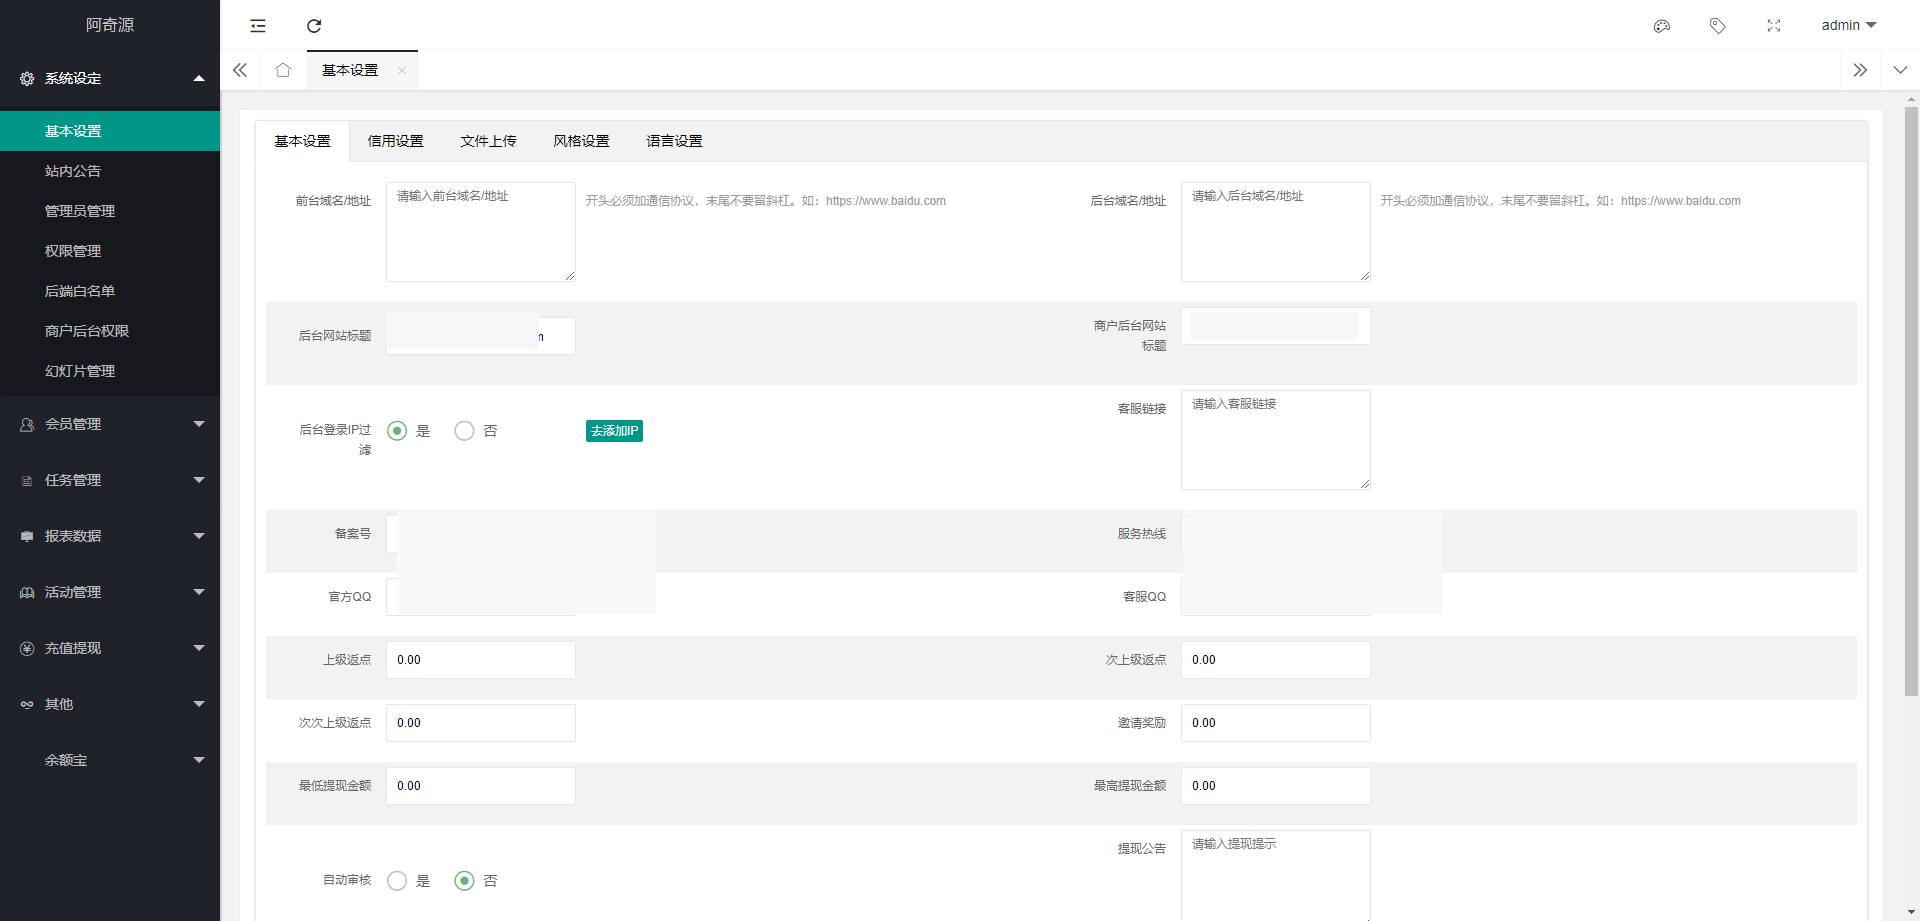 阿奇源
admin
系统设定
基本设置
站内公告
管理员管理
权限管理
后端白名单
商户后台权限
幻灯片管理
会员管理
任务管理
报表数据
活动管理
充值提现
其他
余额宝
基本设置
基本设置 信用设置 文件上传 风格设置 语言设置
前台域名/地址 请输入前台域名/地址 开头必须加通信协议，末尾不要留斜杠。如：https://www.baidu.com
后台域名/地址 请输入后台域名/地址 开头必须加通信协议，末尾不要留斜杠。如：https://www.baidu.com
后台网站标题
商户后台网站
标题
后台登录IP过
滤
是 否 去添加IP
客服链接 请输入客服链接
备案号 服务热线
官方QQ 客服QQ
上级返点 0.00 次上级返点 0.00
次次上级返点 0.00 邀请奖励 0.00
最低提现金额 0.00 最高提现金额 0.00
自动审核 是 否
提现公告 请输入提现提示